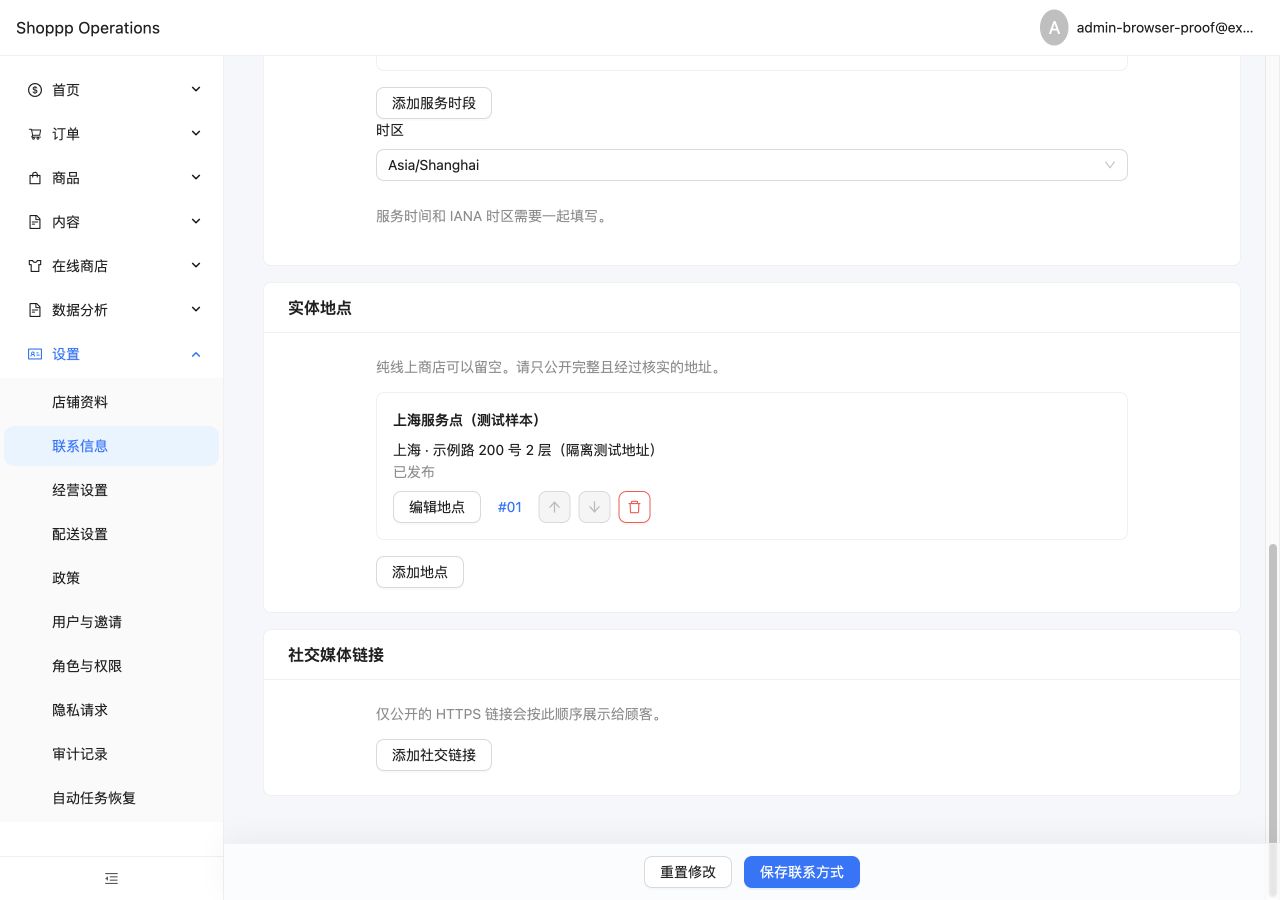 Shoppp Operations
A
admin-browser-proof@ex...
首页
订单
商品
内容
在线商店
数据分析
设置
店铺资料
联系信息
经营设置
配送设置
政策
用户与邀请
角色与权限
隐私请求
审计记录
自动任务恢复
添加服务时段
时区
Asia/Shanghai
服务时间和 IANA 时区需要一起填写。
实体地点
纯线上商店可以留空。请只公开完整且经过核实的地址。
上海服务点（测试样本）
上海 · 示例路 200 号 2 层（隔离测试地址）
已发布
编辑地点 #01
添加地点
社交媒体链接
仅公开的 HTTPS 链接会按此顺序展示给顾客。
添加社交链接
重置修改 保存联系方式